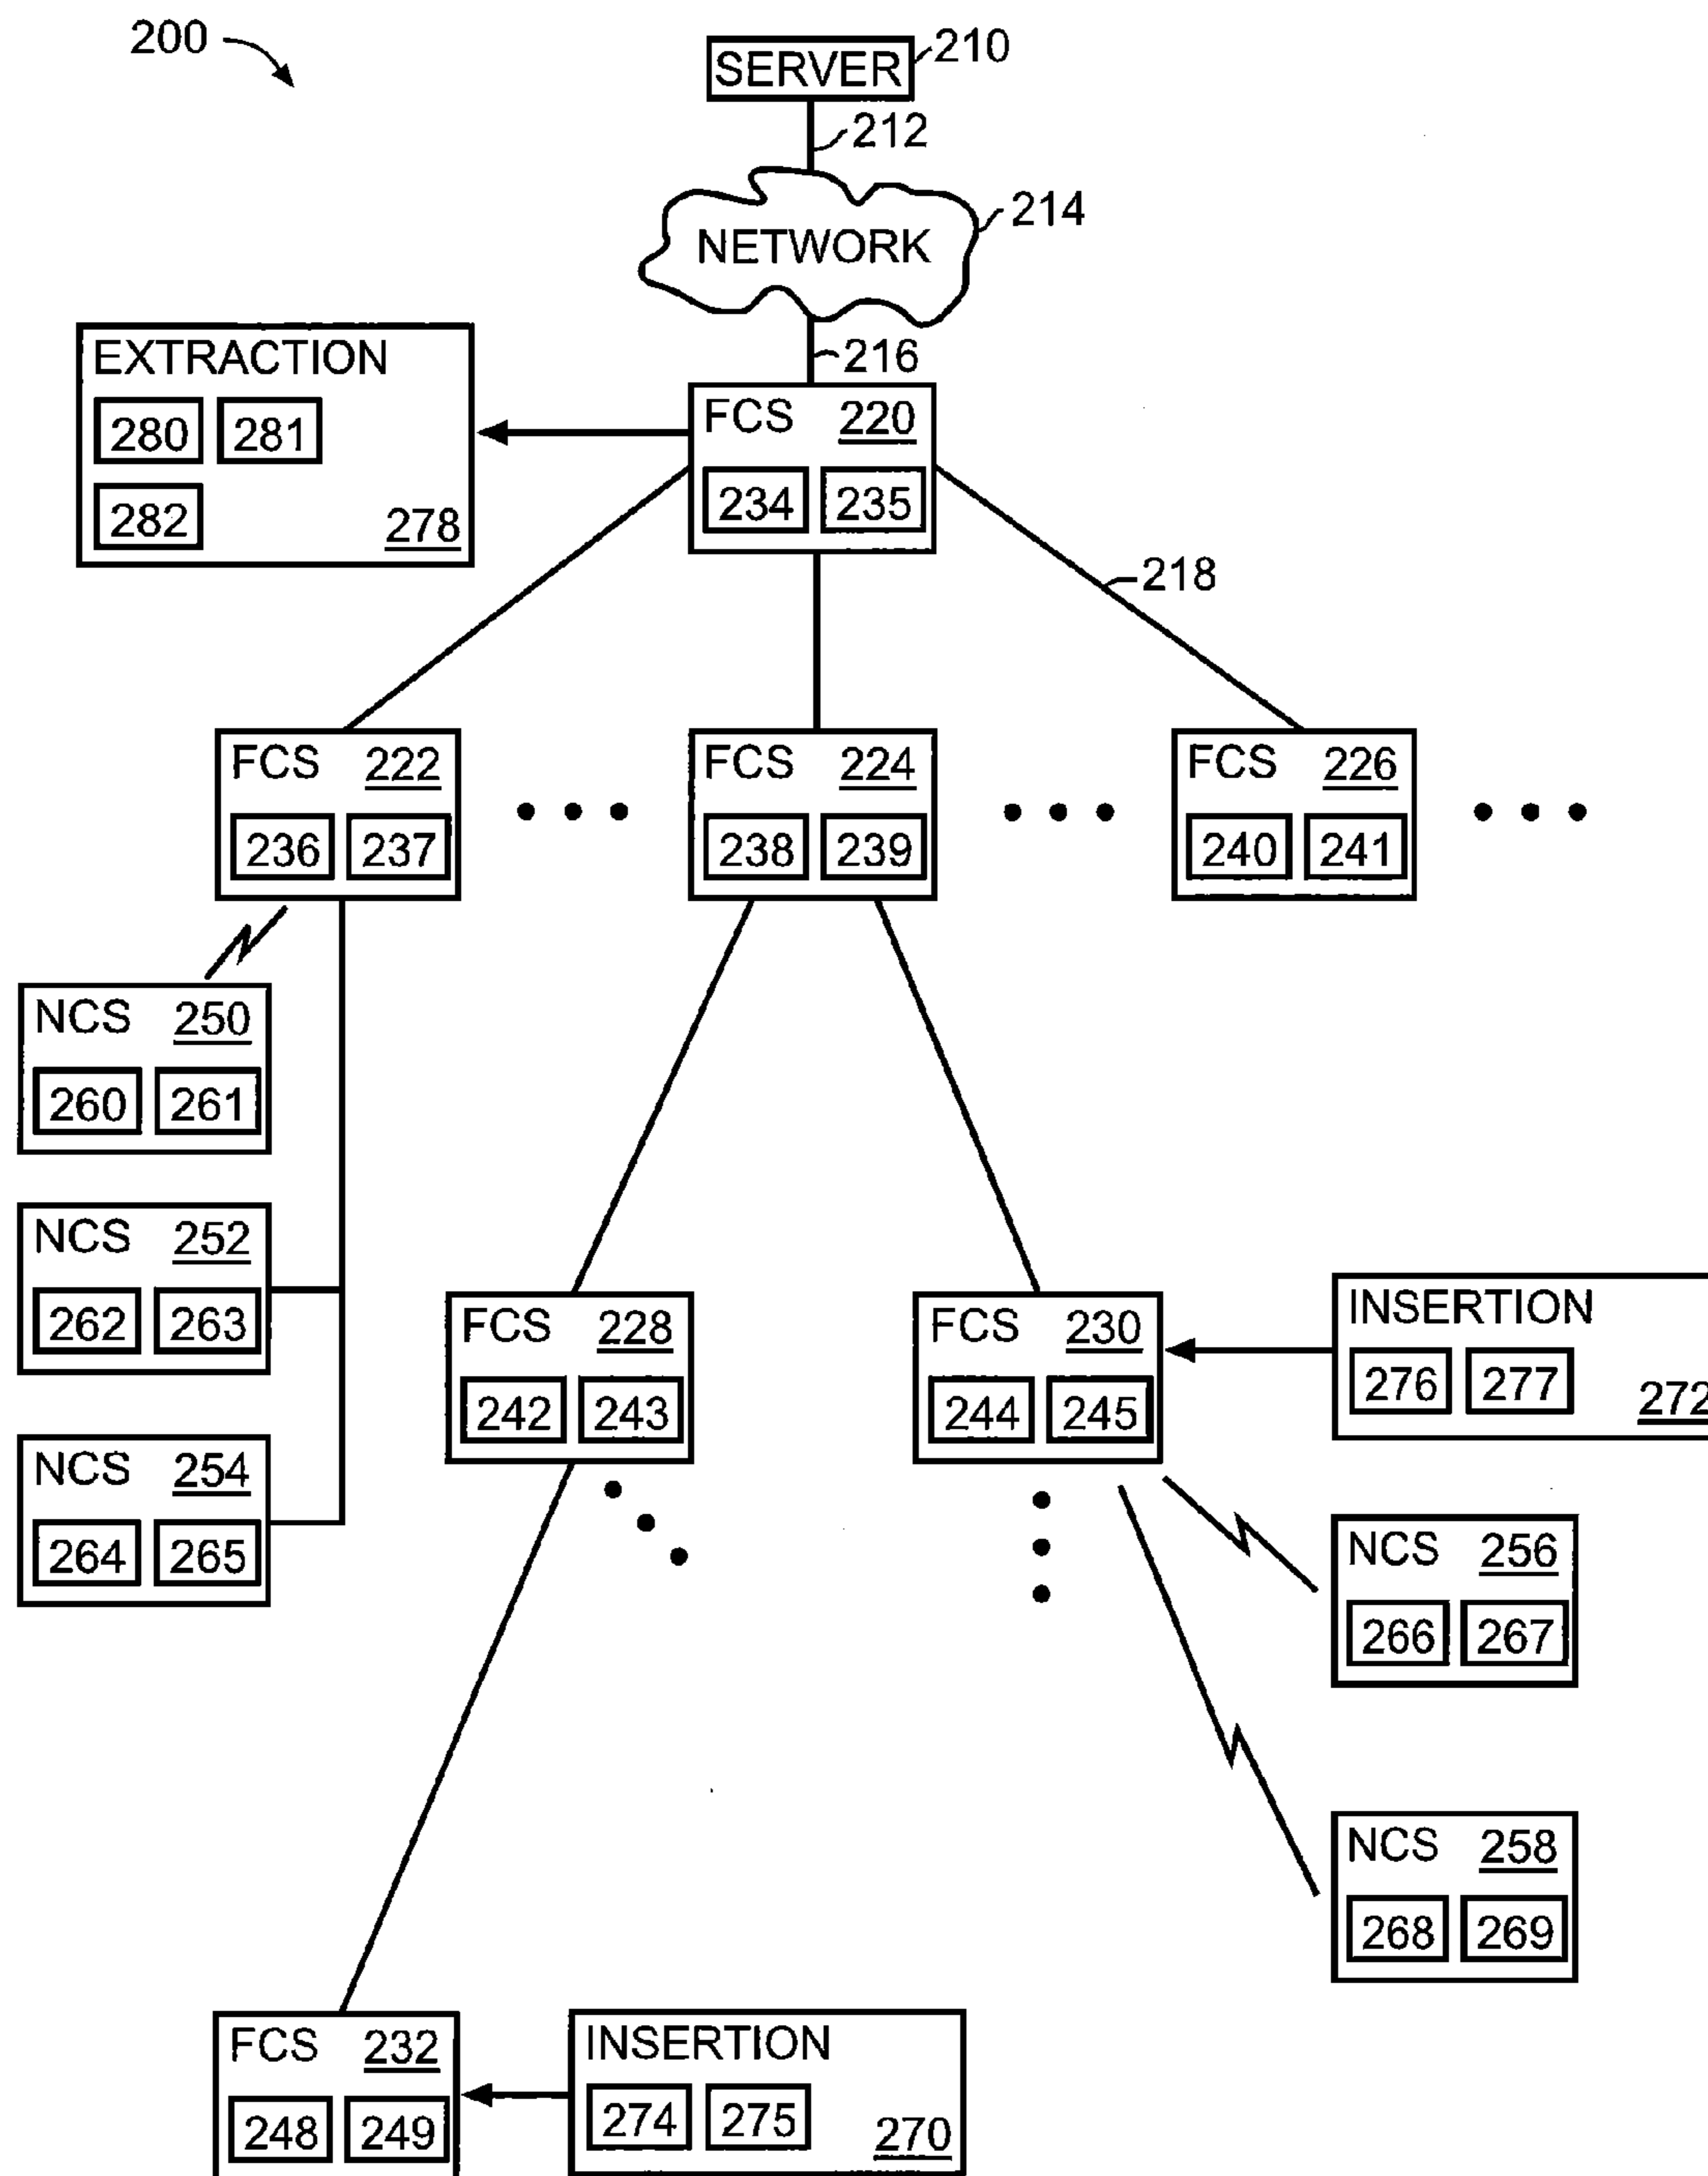 200
SERVER
210
212
NETWORK
214
216
EXTRACTION
280 281
282
278
FCS 220
234 235
218
FCS 222
236 237
FCS 224
238 239
FCS 226
240 241
NCS 250
260 261
NCS 252
262 263
NCS 254
264 265
FCS 228
242 243
FCS 230
244 245
INSERTION
276 277
272
NCS 256
266 267
NCS 258
268 269
FCS 232
248 249
INSERTION
274 275
270